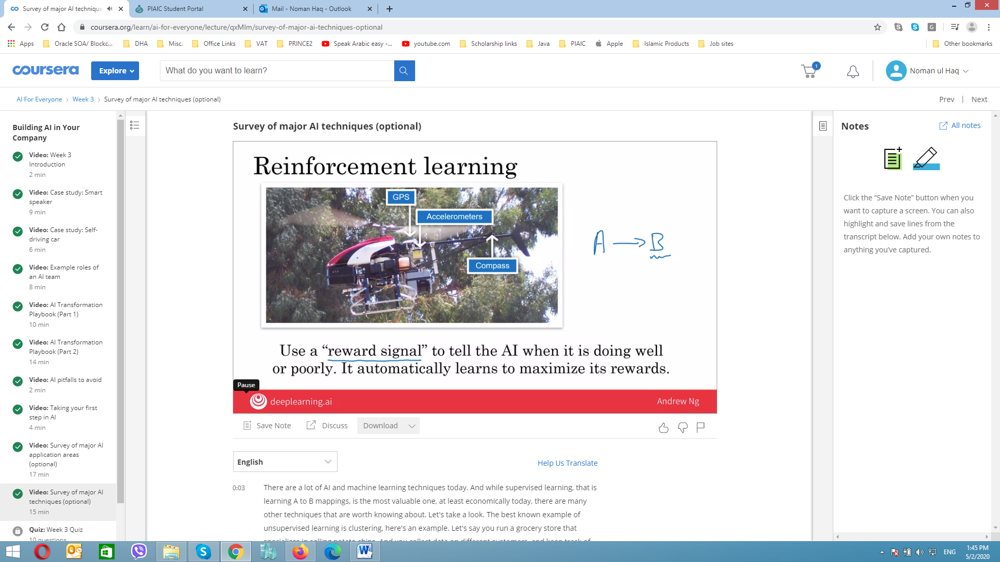 Survey of major AI technique
PIAIC Student Portal
Mail - Noman Haq - Outlook
coursera.org/learn/ai-for-everyone/lecture/qxMlm/survey-of-major-ai-techniques-optional
Apps
Oracle SOA/ Blockc...
DHA
Misc.
Office Links
VAT
PRINCE2
Speak Arabic easy -...
youtube.com
Scholarship links
Java
PIAIC
Apple
Islamic Products
Job sites
Other bookmarks
coursera
Explore
What do you want to learn?
1
Noman ul Haq
AI For Everyone > Week 3 > Survey of major AI techniques (optional)
Prev | Next
Building AI in Your
Company
Video: Week 3
Introduction
2 min
Video: Case study: Smart
speaker
9 min
Video: Case study: Self-
driving car
6 min
Video: Example roles of
an AI team
8 min
Video: AI Transformation
Playbook (Part 1)
10 min
Video: AI Transformation
Playbook (Part 2)
14 min
Video: AI pitfalls to avoid
2 min
Video: Taking your first
step in AI
4 min
Video: Survey of major AI
application areas
(optional)
17 min
Video: Survey of major AI
techniques (optional)
15 min
Quiz: Week 3 Quiz
10 questions
Survey of major AI techniques (optional)
Reinforcement learning
GPS
Accelerometers
Compass
A → B
Use a “reward signal” to tell the AI when it is doing well
or poorly. It automatically learns to maximize its rewards.
Pause
deeplearning.ai
Andrew Ng
Save Note
Discuss
Download
English
Help Us Translate
0:03
There are a lot of AI and machine learning techniques today. And while supervised learning, that is
learning A to B mappings, is the most valuable one, at least economically today, there are many
other techniques that are worth knowing about. Let's take a look. The best known example of
unsupervised learning is clustering, here's an example. Let's say you run a grocery store that
specializes in selling potato chips. And you collect data on different customers, and keep track of
Notes
All notes
Click the “Save Note” button when you
want to capture a screen. You can also
highlight and save lines from the
transcript below. Add your own notes to
anything you’ve captured.
ENG
1:45 PM
5/2/2020